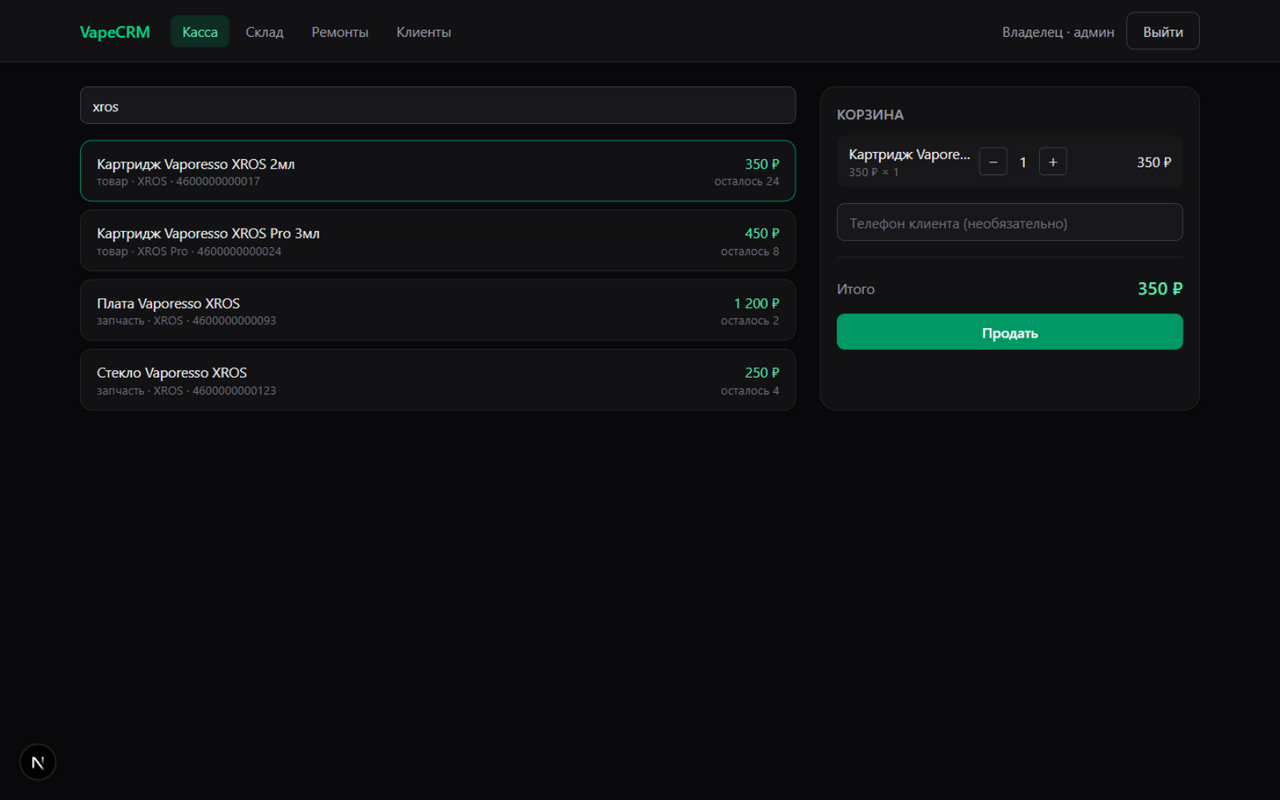 VapeCRM Касса Склад Ремонты Клиенты Владелец · админ Выйти
xros
Картридж Vaporesso XROS 2мл 350 ₽
товар · XROS · 4600000000017 осталось 24
Картридж Vaporesso XROS Pro 3мл 450 ₽
товар · XROS Pro · 4600000000024 осталось 8
Плата Vaporesso XROS 1 200 ₽
запчасть · XROS · 4600000000093 осталось 2
Стекло Vaporesso XROS 250 ₽
запчасть · XROS · 4600000000123 осталось 4
КОРЗИНА
Картридж Vapore... − 1 + 350 ₽
350 ₽ × 1
Телефон клиента (необязательно)
Итого 350 ₽
Продать
N